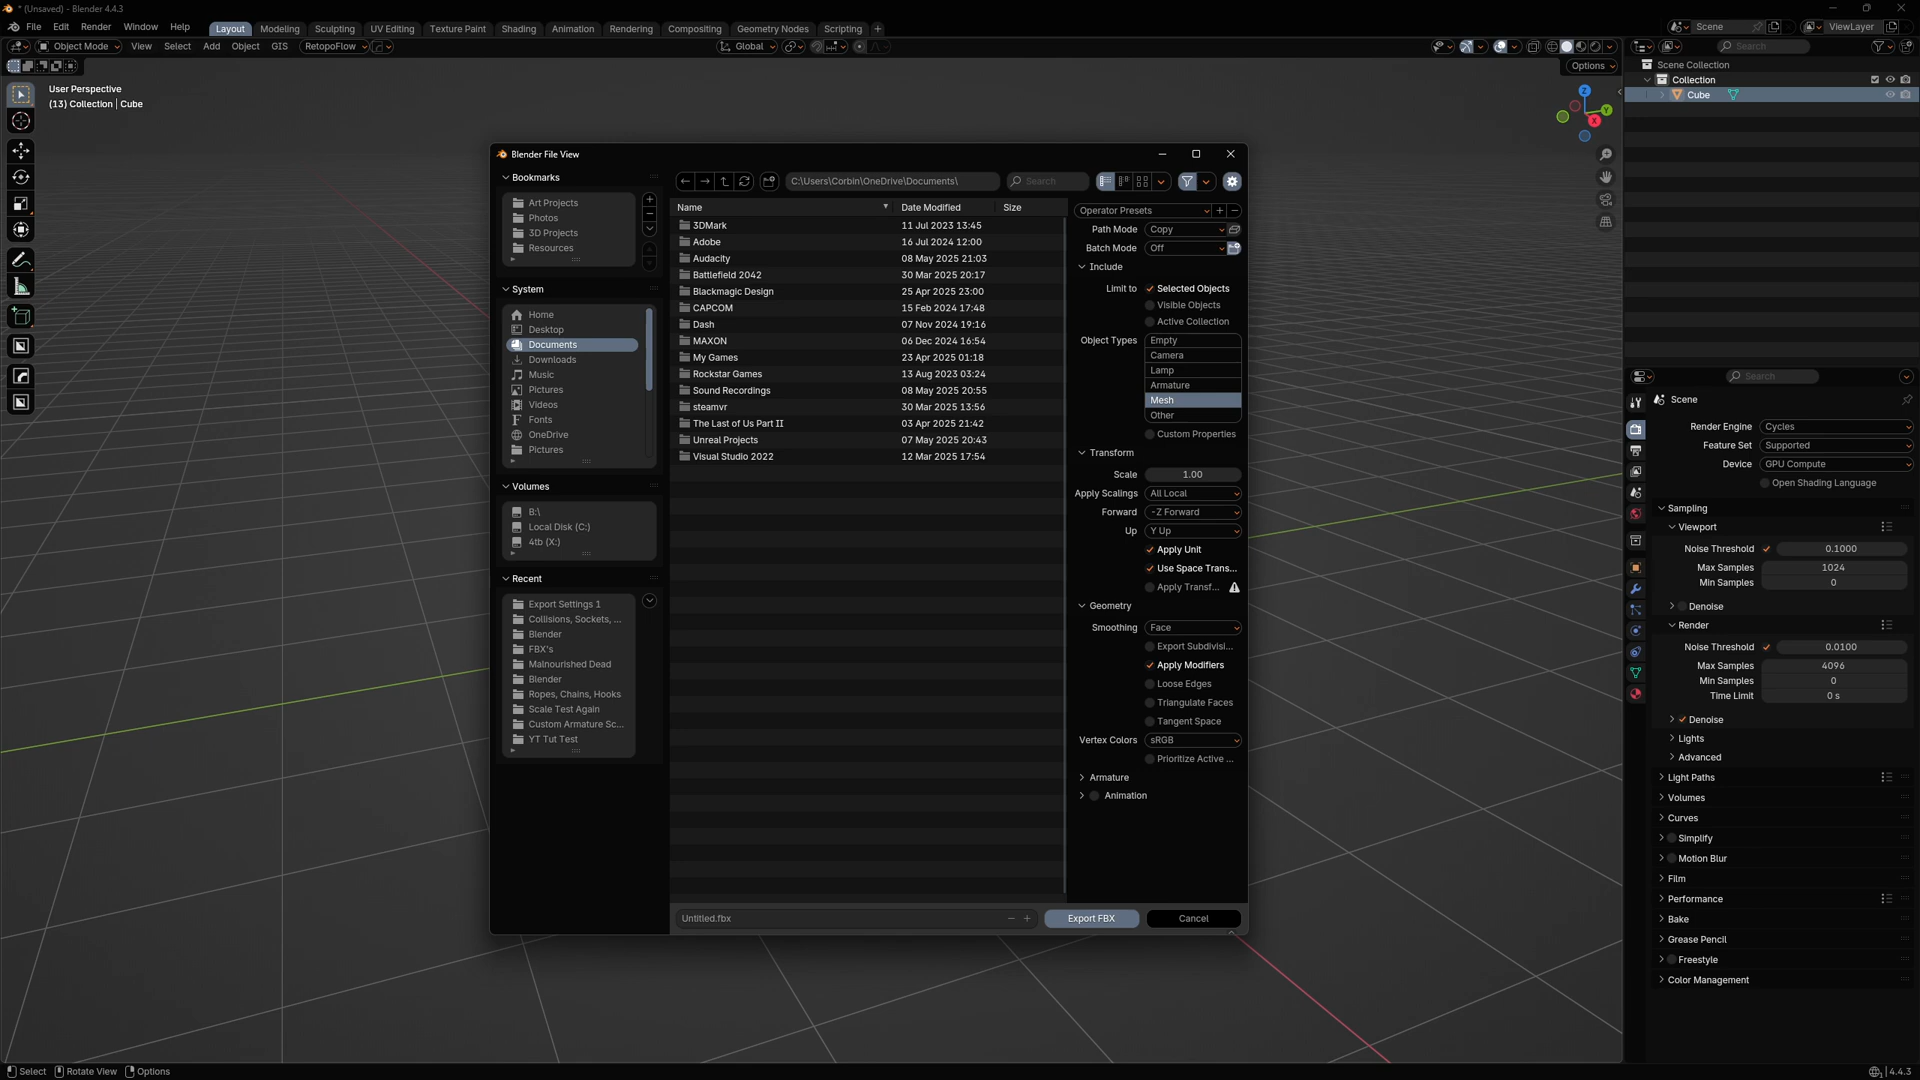 * (Unsaved) - Blender 4.4.3
File Edit Render Window Help Layout Modeling Sculpting UV Editing Texture Paint Shading Animation Rendering Compositing Geometry Nodes Scripting + Scene ViewLayer
Object Mode View Select Add Object GIS RetopoFlow Global Search
Options
User Perspective
(13) Collection | Cube
Z
Y
X
Scene Collection
Collection
Cube
Blender File View
Bookmarks
Art Projects
Photos
3D Projects
Resources
System
Home
Desktop
Documents
Downloads
Music
Pictures
Videos
Fonts
OneDrive
Pictures
Volumes
B:\
Local Disk (C:)
4tb (X:)
Recent
Export Settings 1
Collisions, Sockets, ...
Blender
FBX's
Malnourished Dead
Blender
Ropes, Chains, Hooks
Scale Test Again
Custom Armature Sc...
YT Tut Test
C:\Users\Corbin\OneDrive\Documents\ Search
Name Date Modified Size
3DMark 11 Jul 2023 13:45
Adobe 16 Jul 2024 12:00
Audacity 08 May 2025 21:03
Battlefield 2042 30 Mar 2025 20:17
Blackmagic Design 25 Apr 2025 23:00
CAPCOM 15 Feb 2024 17:48
Dash 07 Nov 2024 19:16
MAXON 06 Dec 2024 16:54
My Games 23 Apr 2025 01:18
Rockstar Games 13 Aug 2023 03:24
Sound Recordings 08 May 2025 20:55
steamvr 30 Mar 2025 13:56
The Last of Us Part II 03 Apr 2025 21:42
Unreal Projects 07 May 2025 20:43
Visual Studio 2022 12 Mar 2025 17:54
Operator Presets
Path Mode Copy
Batch Mode Off
Include
Limit to Selected Objects
Visible Objects
Active Collection
Object Types Empty
Camera
Lamp
Armature
Mesh
Other
Custom Properties
Transform
Scale 1.00
Apply Scalings All Local
Forward -Z Forward
Up Y Up
Apply Unit
Use Space Trans...
Apply Transf...
Geometry
Smoothing Face
Export Subdivisi...
Apply Modifiers
Loose Edges
Triangulate Faces
Tangent Space
Vertex Colors sRGB
Prioritize Active ...
Armature
Animation
Untitled.fbx Export FBX Cancel
Search
Scene
Render Engine Cycles
Feature Set Supported
Device GPU Compute
Open Shading Language
Sampling
Viewport
Noise Threshold 0.1000
Max Samples 1024
Min Samples 0
Denoise
Render
Noise Threshold 0.0100
Max Samples 4096
Min Samples 0
Time Limit 0 s
Denoise
Lights
Advanced
Light Paths
Volumes
Curves
Simplify
Motion Blur
Film
Performance
Bake
Grease Pencil
Freestyle
Color Management
Select Rotate View Options 4.4.3